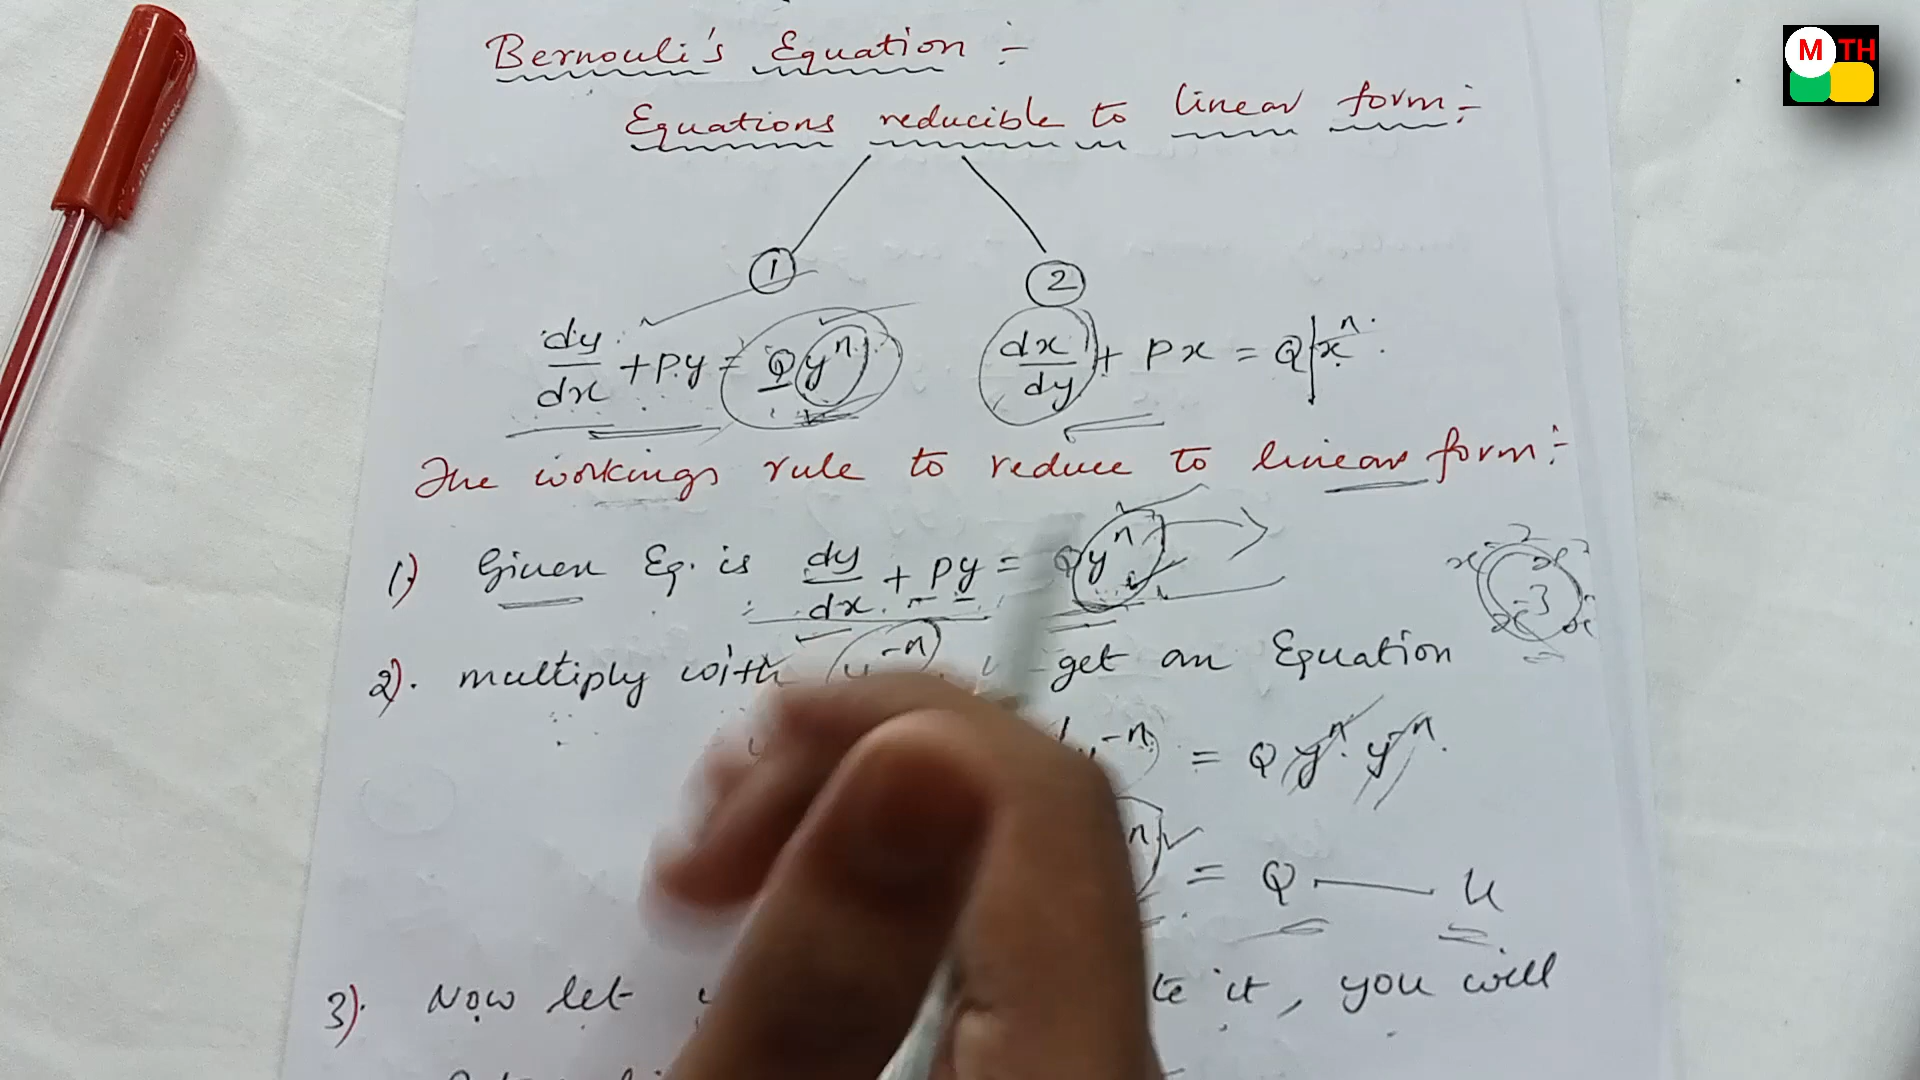 Bernouli's Equation :-
Equations reducible to linear form :-
1 2
dy/dx + Py = Qy^n dx/dy + Px = Q x^n
The workings rule to reduce to linear form :-
1) Given Eq. is dy/dx + Py = Qy^n
2). multiply with y^-n get an Equation
y^-n = Q y^n. y^-n.
n = Q — U
3). Now let it, you will
M TH